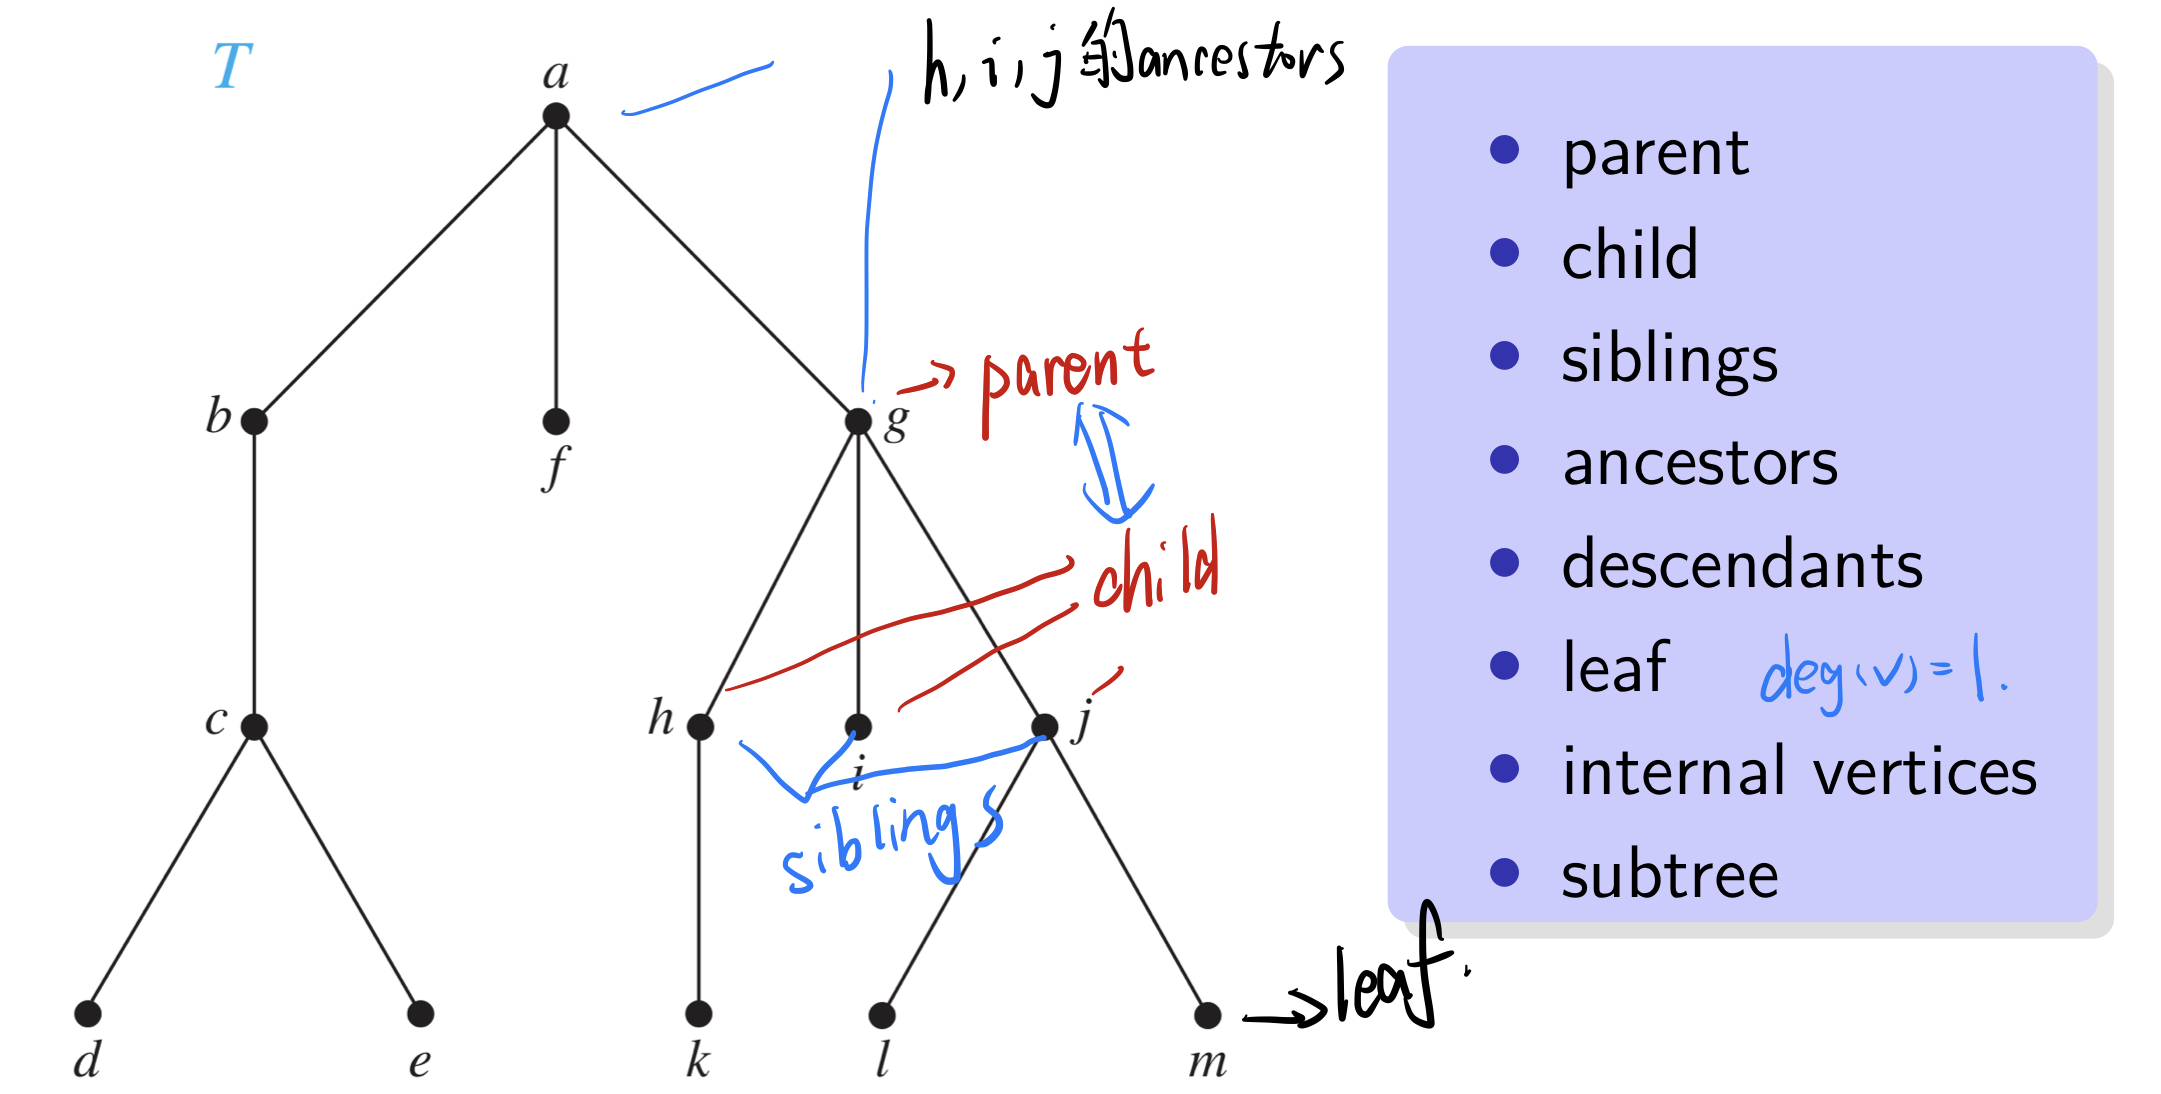 T
a
h, i, j 的 ancestors
b
f
g
→ parent
child
c
h
i
j
siblings
d
e
k
l
m
→ leaf.
• parent
• child
• siblings
• ancestors
• descendants
• leaf deg(v)=1.
• internal vertices
• subtree